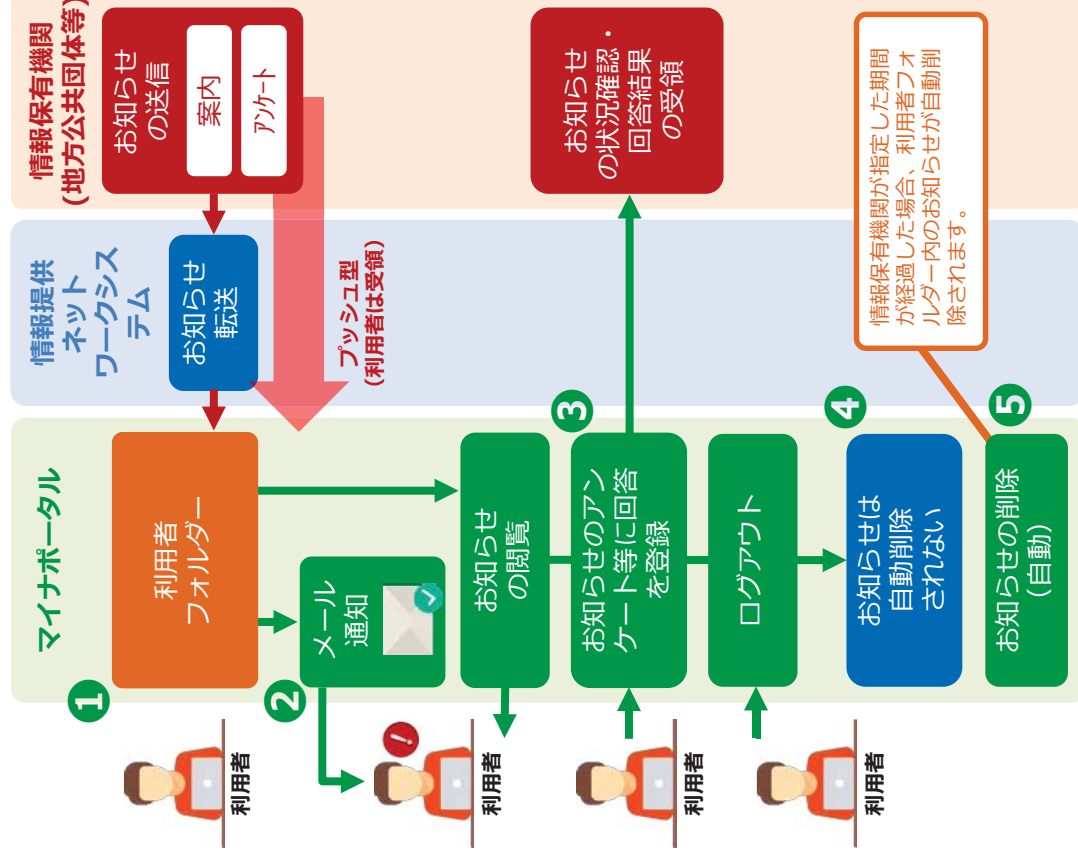 マイナポータル
情報提供
ネット
ワークシス
テム
情報保有機関
(地方公共団体等)
お知らせ
の送信
案内
アンケート
お知らせ
転送
プッシュ型
(利用者は受領)
1
利用者
フォルダー
利用者
2
メール
通知
利用者
お知らせ
の閲覧
3
お知らせのアン
ケート等に回答
を登録
利用者
お知らせ
の状況確認・
回答結果
の受領
ログアウト
利用者
4
お知らせは
自動削除
されない
5
お知らせの削除
(自動)
情報保有機関が指定した期間
が経過した場合、利用者フォ
ルダー内のお知らせが自動削
除されます。